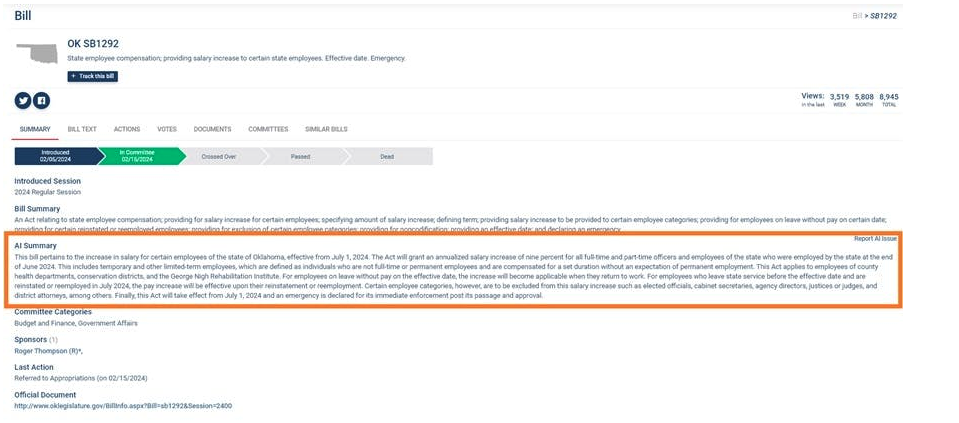 Bill
Bill > SB1292
OK SB1292
State employee compensation; providing salary increase to certain state employees. Effective date. Emergency.
+ Track this bill
Views: 3,519 5,808 8,945
in the last WEEK MONTH TOTAL
SUMMARY BILL TEXT ACTIONS VOTES DOCUMENTS COMMITTEES SIMILAR BILLS
Introduced In Committee Crossed Over Passed Dead
02/05/2024 02/15/2024
Introduced Session
2024 Regular Session
Bill Summary
An Act relating to state employee compensation; providing for salary increase for certain employees; specifying amount of salary increase; defining term; providing salary increase to be provided to certain employee categories; providing for employees on leave without pay on certain date;
providing for certain reinstated or reemployed employees; providing for exclusion of certain employee categories; providing for noncodification; providing an effective date; and declaring an emergency.
Report AI Issue
AI Summary
This bill pertains to the increase in salary for certain employees of the state of Oklahoma, effective from July 1, 2024. The Act will grant an annualized salary increase of nine percent for all full-time and part-time officers and employees of the state who were employed by the state at the end
of June 2024. This includes temporary and other limited-term employees, which are defined as individuals who are not full-time or permanent employees and are compensated for a set duration without an expectation of permanent employment. This Act applies to employees of county
health departments, conservation districts, and the George Nigh Rehabilitation Institute. For employees on leave without pay on the effective date, the increase will become applicable when they return to work. For employees who leave state service before the effective date and are
reinstated or reemployed in July 2024, the pay increase will be effective upon their reinstatement or reemployment. Certain employee categories, however, are to be excluded from this salary increase such as elected officials, cabinet secretaries, agency directors, justices or judges, and
district attorneys, among others. Finally, this Act will take effect from July 1, 2024 and an emergency is declared for its immediate enforcement post its passage and approval.
Committee Categories
Budget and Finance, Government Affairs
Sponsors (1)
Roger Thompson (R)*,
Last Action
Referred to Appropriations (on 02/15/2024)
Official Document
http://www.oklegislature.gov/BillInfo.aspx?Bill=sb1292&Session=2400